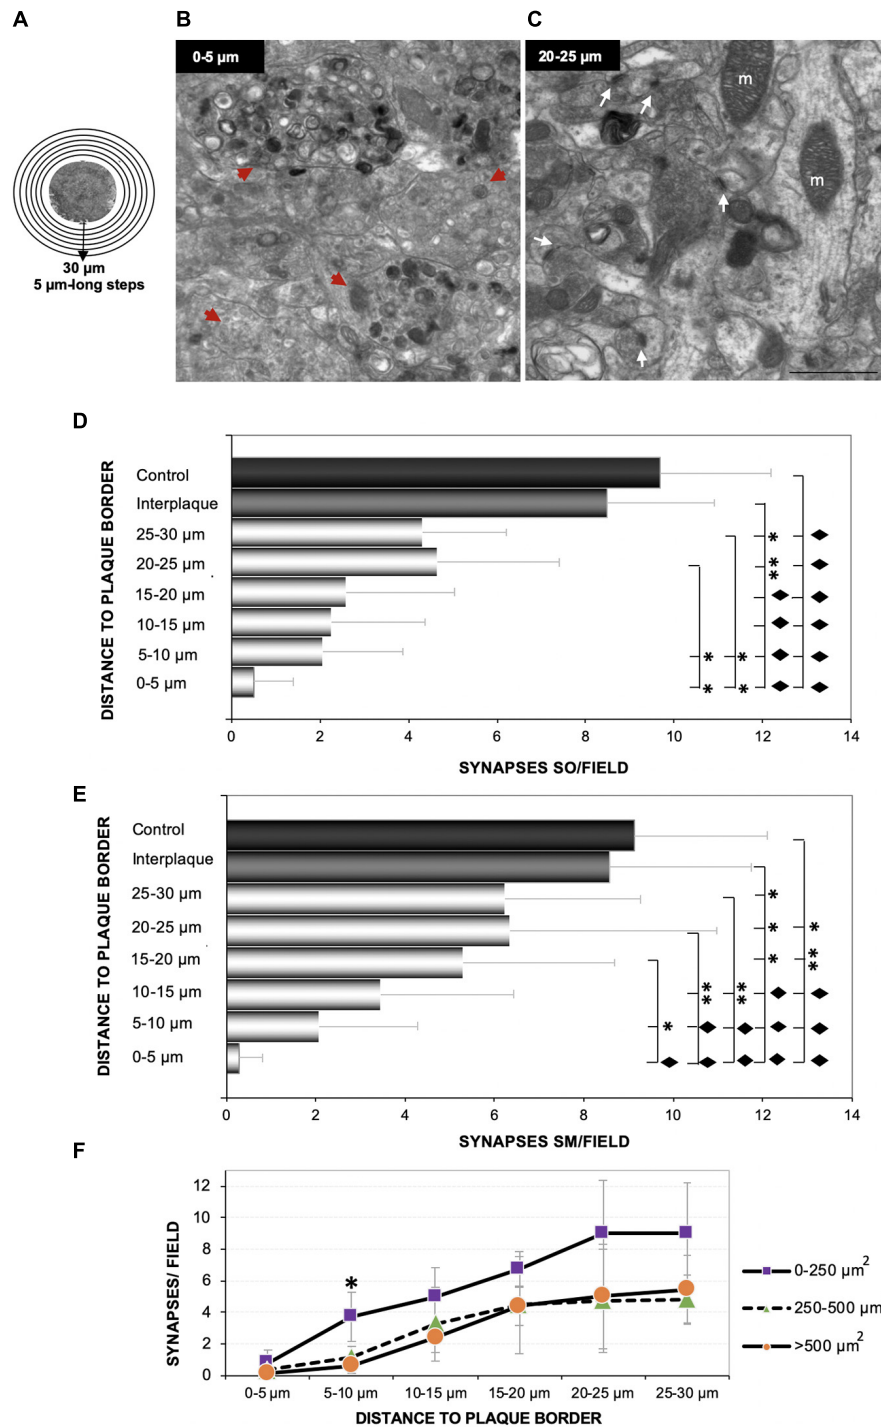 A
B
C
0-5 µm
20-25 µm
m
m
30 µm
5 µm-long steps
D
DISTANCE TO PLAQUE BORDER
Control
Interplaque
25-30 µm
20-25 µm
15-20 µm
10-15 µm
5-10 µm
0-5 µm
* 
* *
* *
* *
0 2 4 6 8 10 12 14
SYNAPSES SO/FIELD
E
DISTANCE TO PLAQUE BORDER
Control
Interplaque
25-30 µm
20-25 µm
15-20 µm
10-15 µm
5-10 µm
0-5 µm
*
* *
* **
** **
*
0 2 4 6 8 10 12 14
SYNAPSES SM/FIELD
F
SYNAPSES/ FIELD
12
10
8
6
4
2
0
*
0-250 µm²
250-500 µm
>500 µm²
0-5 µm 5-10 µm 10-15 µm 15-20 µm 20-25 µm 25-30 µm
DISTANCE TO PLAQUE BORDER